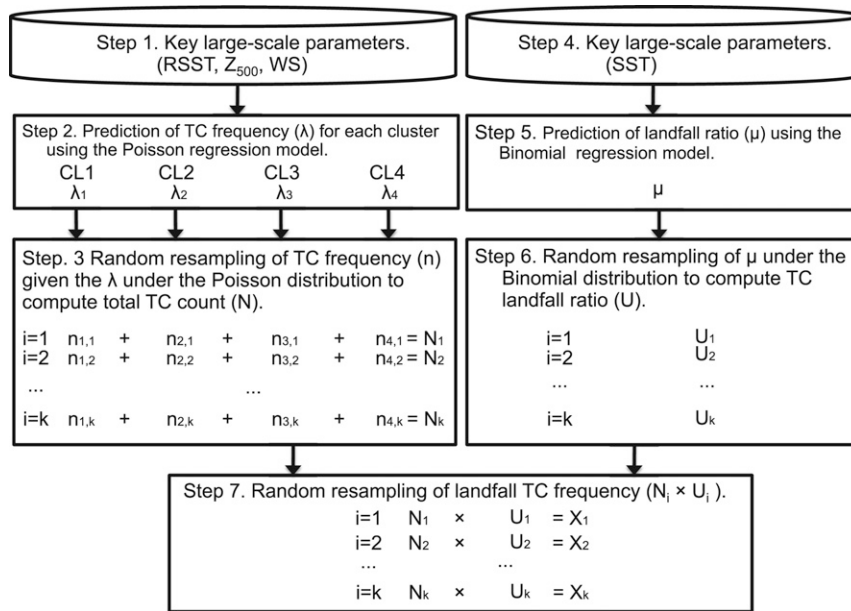 Step 1. Key large-scale parameters.
(RSST, Z500, WS)
Step 2. Prediction of TC frequency (λ) for each cluster
using the Poisson regression model.
CL1 CL2 CL3 CL4
λ1 λ2 λ3 λ4
Step. 3 Random resampling of TC frequency (n)
given the λ under the Poisson distribution to
compute total TC count (N).
i=1 n1,1 + n2,1 + n3,1 + n4,1 = N1
i=2 n1,2 + n2,2 + n3,2 + n4,2 = N2
... ...
i=k n1,k + n2,k + n3,k + n4,k = Nk
Step 4. Key large-scale parameters.
(SST)
Step 5. Prediction of landfall ratio (μ) using the
Binomial regression model.
μ
Step 6. Random resampling of μ under the
Binomial distribution to compute TC
landfall ratio (U).
i=1 U1
i=2 U2
... ...
i=k Uk
Step 7. Random resampling of landfall TC frequency (Ni × Ui ).
i=1 N1 × U1 = X1
i=2 N2 × U2 = X2
... ...
i=k Nk × Uk = Xk